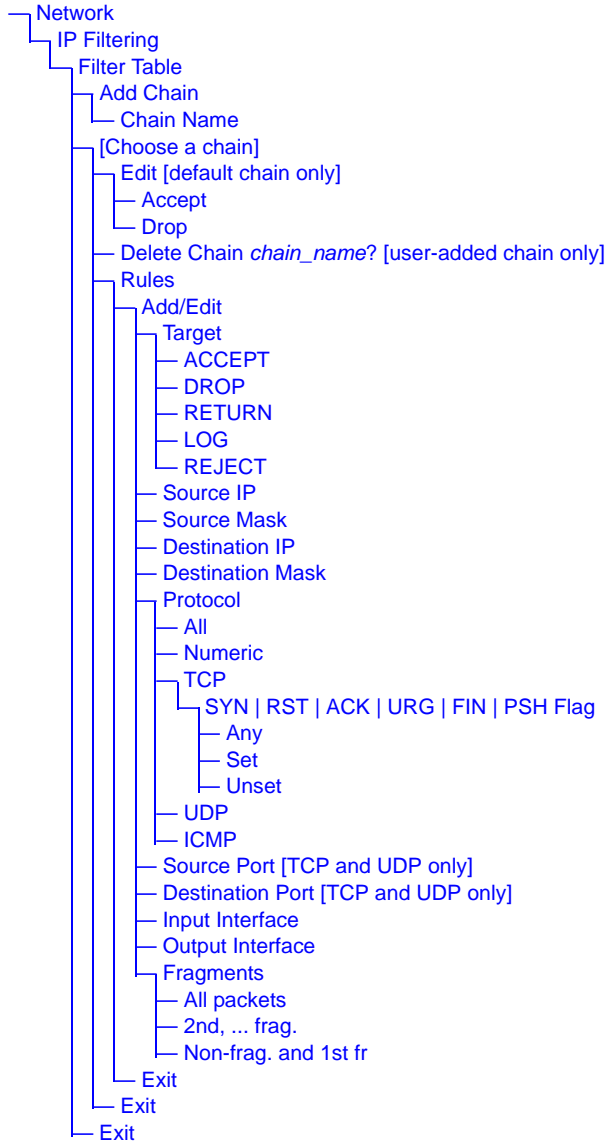 Network
IP Filtering
Filter Table
Add Chain
Chain Name
[Choose a chain]
Edit [default chain only]
Accept
Drop
Delete Chain chain_name? [user-added chain only]
Rules
Add/Edit
Target
ACCEPT
DROP
RETURN
LOG
REJECT
Source IP
Source Mask
Destination IP
Destination Mask
Protocol
All
Numeric
TCP
SYN | RST | ACK | URG | FIN | PSH Flag
Any
Set
Unset
UDP
ICMP
Source Port [TCP and UDP only]
Destination Port [TCP and UDP only]
Input Interface
Output Interface
Fragments
All packets
2nd, ... frag.
Non-frag. and 1st fr
Exit
Exit
Exit